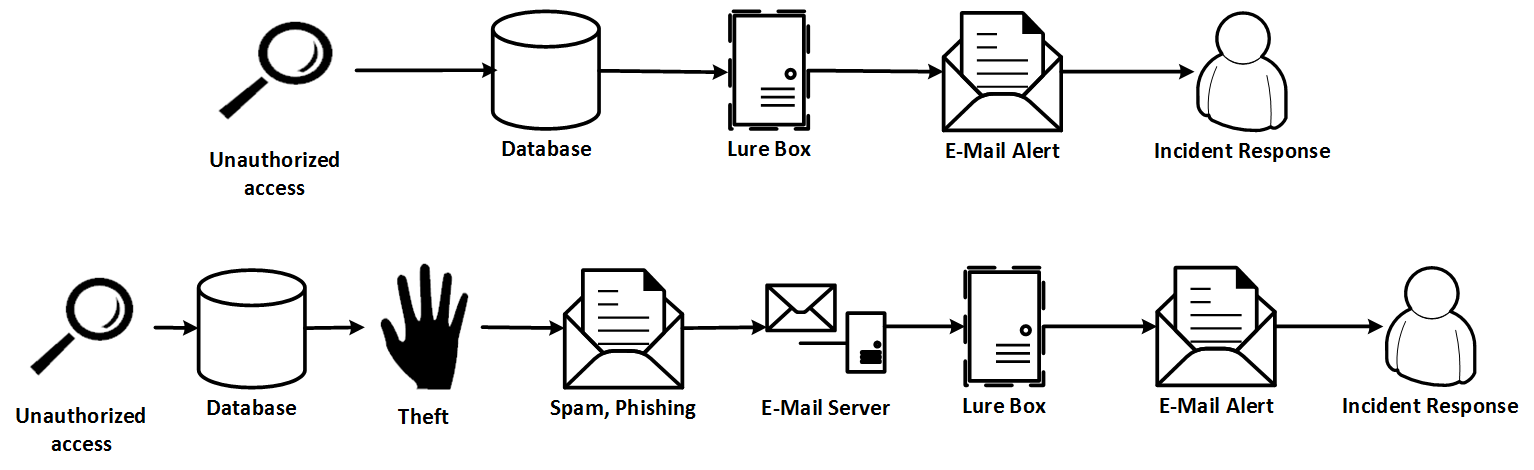 Unauthorized
access
Database
Lure Box
E-Mail Alert
Incident Response
Unauthorized
access
Database
Theft
Spam, Phishing
E-Mail Server
Lure Box
E-Mail Alert
Incident Response